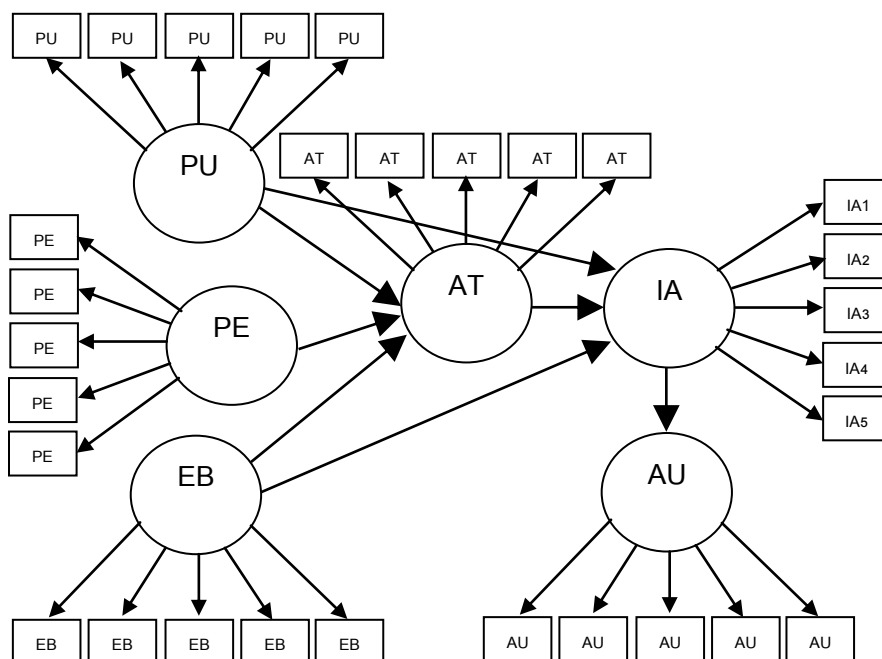 PU PU PU PU PU
PU
AT AT AT AT AT
PE
PE
PE
PE
PE
PE
AT
IA
IA1
IA2
IA3
IA4
IA5
EB
AU
EB EB EB EB EB
AU AU AU AU AU